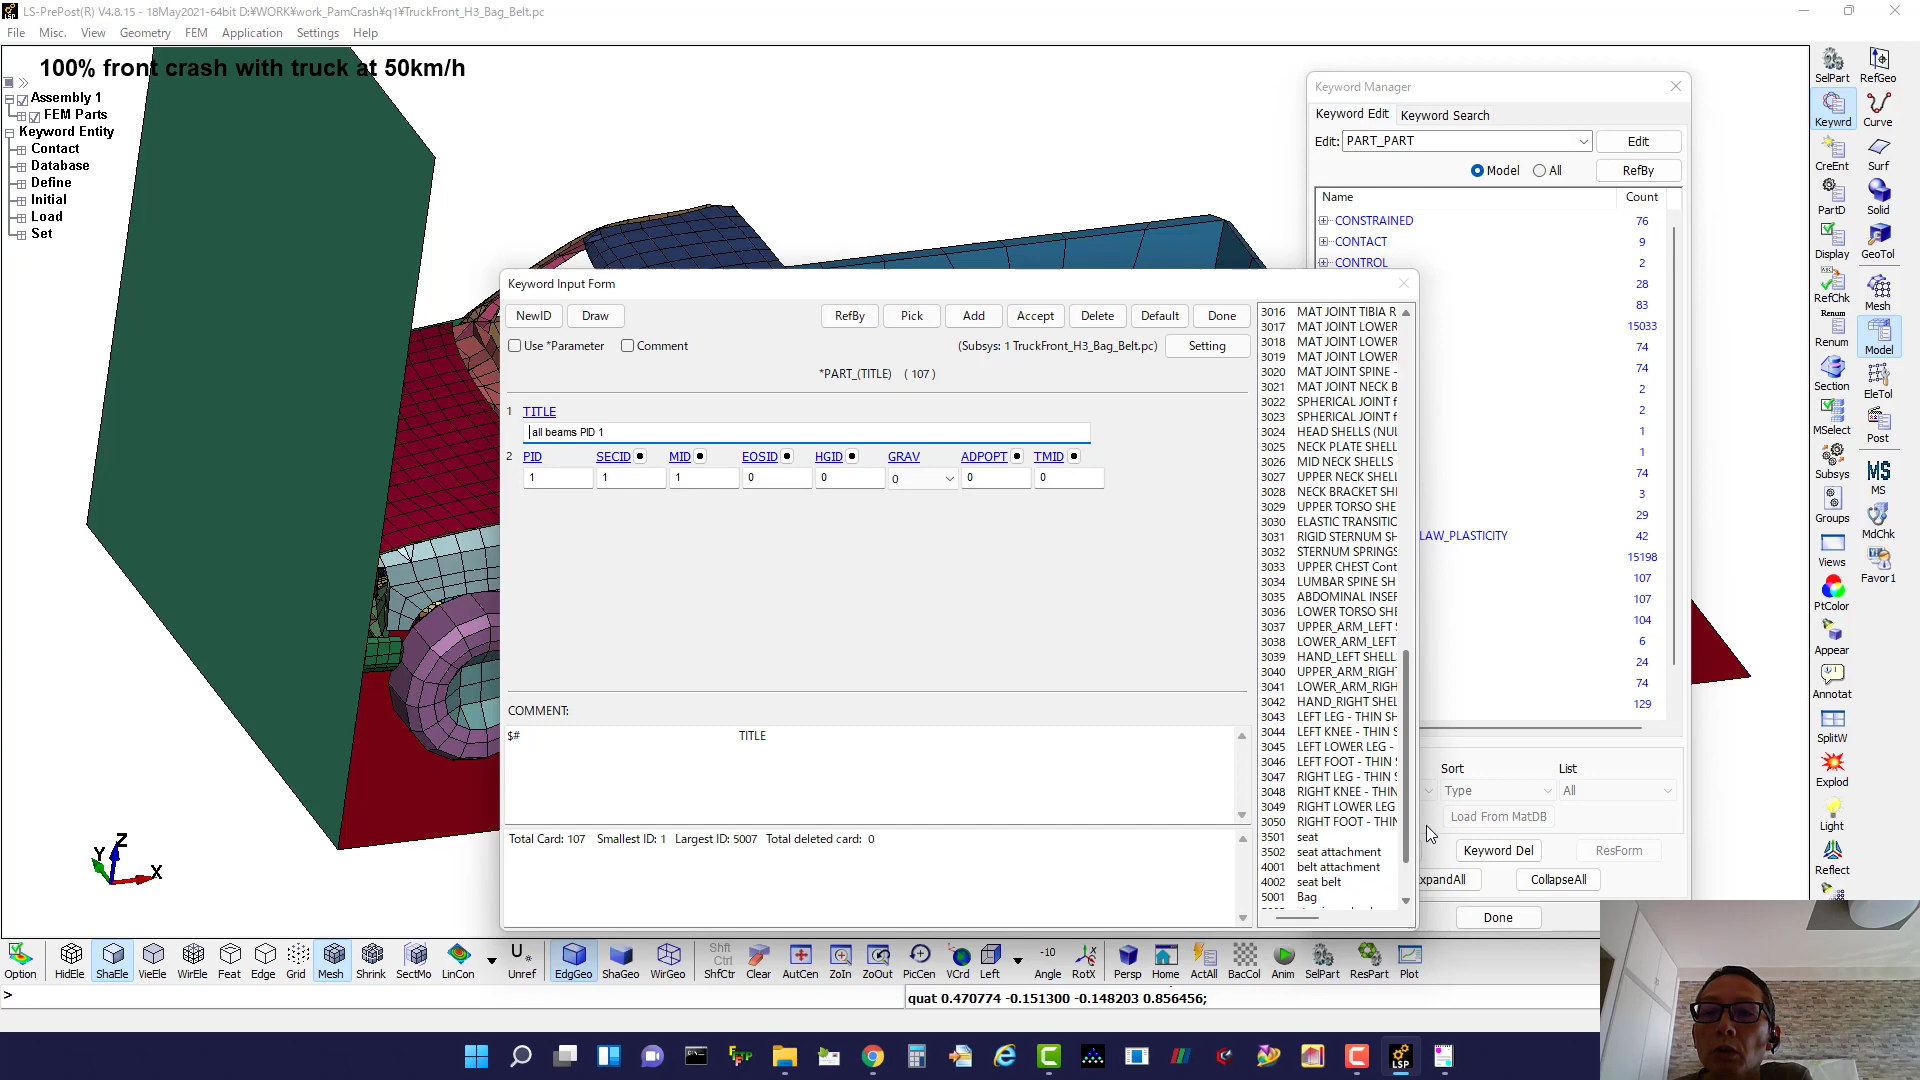 LS-PrePost(R) V4.8.15 - 18May2021-64bit D:¥WORK¥work_PamCrash¥q1¥TruckFront_H3_Bag_Belt.pc
File Misc. View Geometry FEM Application Settings Help
100% front crash with truck at 50km/h
Assembly 1
FEM Parts
Keyword Entity
Contact
Database
Define
Initial
Load
Set
Keyword Manager
Keyword Edit Keyword Search
Edit: PART_PART Edit
Model All RefBy
Name Count
CONSTRAINED 76
CONTACT 9
CONTROL 2
28
83
15033
74
74
2
2
1
1
74
3
29
LAW_PLASTICITY 42
15198
107
107
104
6
24
74
129
Sort List
Type All
Load From MatDB
Keyword Del ResForm
xpandAll CollapseAll
Done
Keyword Input Form
NewID Draw RefBy Pick Add Accept Delete Default Done
Use *Parameter Comment (Subsys: 1 TruckFront_H3_Bag_Belt.pc) Setting
*PART_(TITLE) ( 107 )
1 TITLE
all beams PID 1
2 PID SECID MID EOSID HGID GRAV ADPOPT TMID
1 1 1 0 0 0 0 0
COMMENT:
$# TITLE
Total Card: 107 Smallest ID: 1 Largest ID: 5007 Total deleted card: 0
3016 MAT JOINT TIBIA R
3017 MAT JOINT LOWER
3018 MAT JOINT LOWER
3019 MAT JOINT LOWER
3020 MAT JOINT SPINE -
3021 MAT JOINT NECK B
3022 SPHERICAL JOINT f
3023 SPHERICAL JOINT f
3024 HEAD SHELLS (NUL
3025 NECK PLATE SHELL
3026 MID NECK SHELLS
3027 UPPER NECK SHELL
3028 NECK BRACKET SHE
3029 UPPER TORSO SHE
3030 ELASTIC TRANSITIO
3031 RIGID STERNUM SH
3032 STERNUM SPRINGS
3033 UPPER CHEST Cont
3034 LUMBAR SPINE SH
3035 ABDOMINAL INSER
3036 LOWER TORSO SHE
3037 UPPER_ARM_LEFT S
3038 LOWER_ARM_LEFT
3039 HAND_LEFT SHELLS
3040 UPPER_ARM_RIGHT
3041 LOWER_ARM_RIGH
3042 HAND_RIGHT SHEL
3043 LEFT LEG - THIN SH
3044 LEFT KNEE - THIN S
3045 LEFT LOWER LEG -
3046 LEFT FOOT - THIN S
3047 RIGHT LEG - THIN S
3048 RIGHT KNEE - THIN
3049 RIGHT LOWER LEG
3050 RIGHT FOOT - THIN
3501 seat
3502 seat attachment
4001 belt attachment
4002 seat belt
5001 Bag
SelPart RefGeo
Keywrd Curve
CreEnt Surf
PartD Solid
Display GeoTol
RefChk Mesh
Renum
Renum Model
Section EleTol
MSelect Post
Subsys MS
MS
Groups MdChk
Views Favor1
PtColor
Appear
Annotat
SplitW
Explod
Light
Reflect
Z
Y
X
Option HidEle ShaEle VieEle WirEle Feat Edge Grid Mesh Shrink SectMo LinCon Unref EdgGeo ShaGeo WirGeo Shft Ctrl ShfCtr Clear AutCen ZoIn ZoOut PicCen VCrd Left -10 Angle RotX Persp Home ActAll BacCol Anim SelPart ResPart Plot
> quat 0.470774 -0.151300 -0.148203 0.856456;
LSP